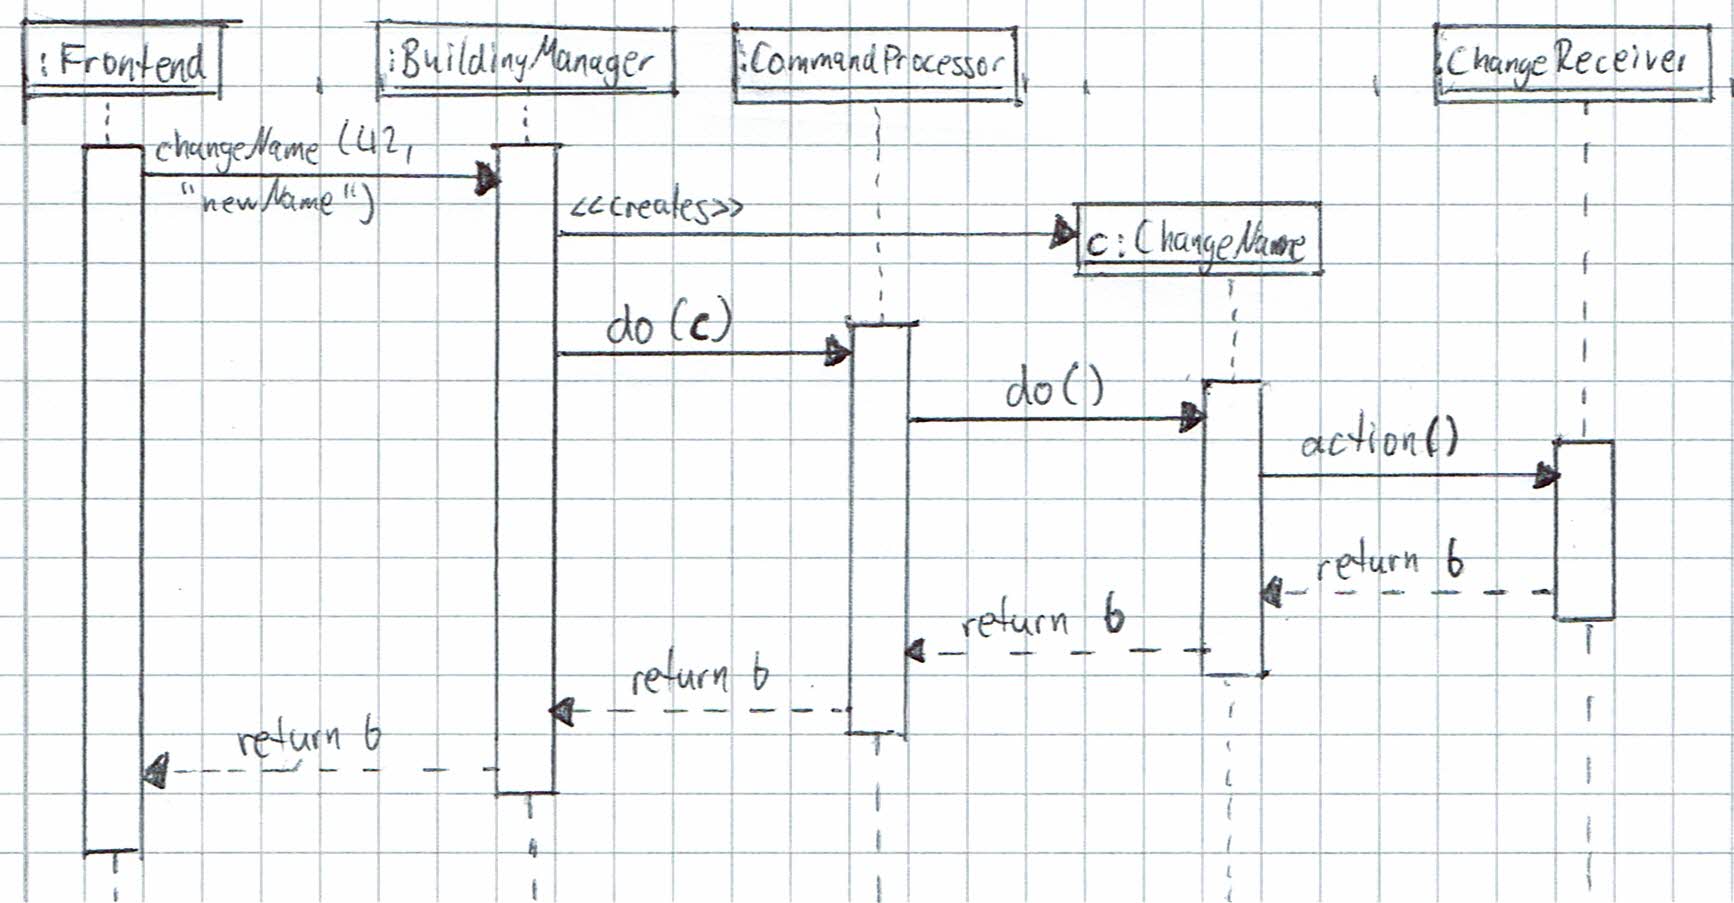 :Frontend
:BuildingManager
:CommandProcessor
:ChangeReceiver
changeName (42,
"newName")
<<creates>>
c:ChangeName
do(c)
do()
action()
return b
return b
return b
return b